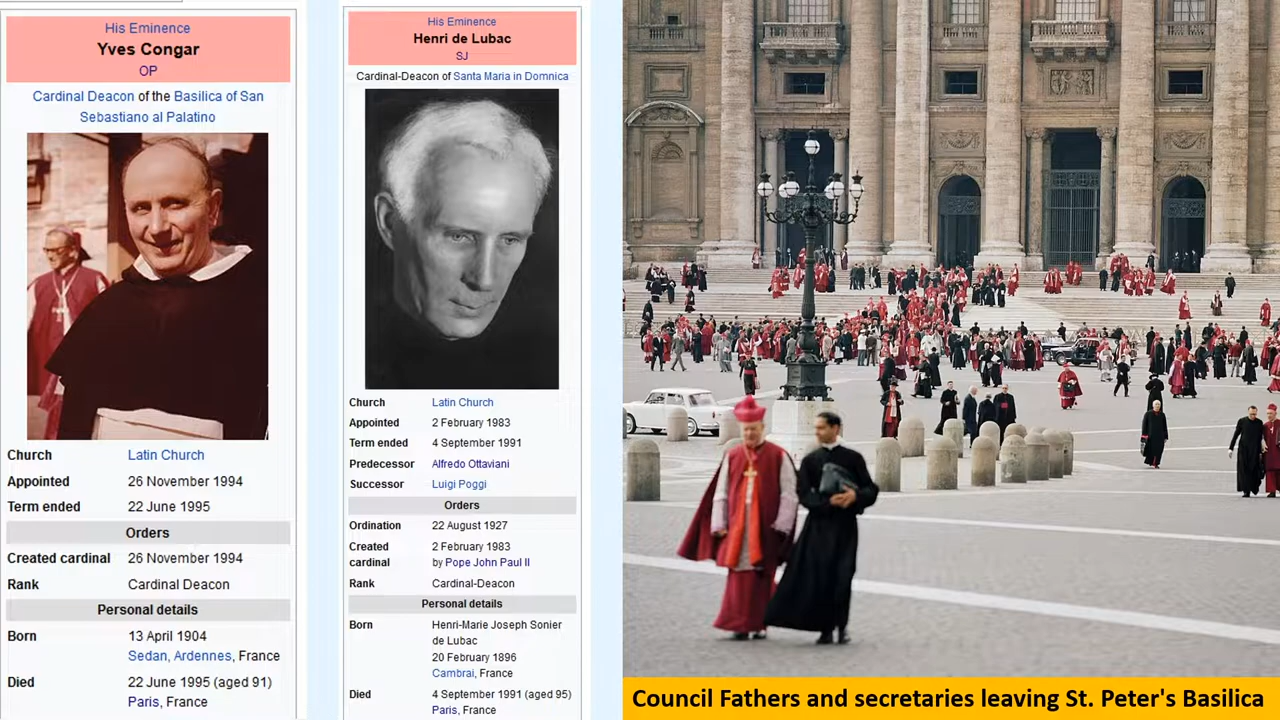 His Eminence
Yves Congar
OP
Cardinal Deacon of the Basilica of San
Sebastiano al Palatino
Church Latin Church
Appointed 26 November 1994
Term ended 22 June 1995
Orders
Created cardinal 26 November 1994
Rank Cardinal Deacon
Personal details
Born 13 April 1904
Sedan, Ardennes, France
Died 22 June 1995 (aged 91)
Paris, France
His Eminence
Henri de Lubac
SJ
Cardinal-Deacon of Santa Maria in Domnica
Church Latin Church
Appointed 2 February 1983
Term ended 4 September 1991
Predecessor Alfredo Ottaviani
Successor Luigi Poggi
Orders
Ordination 22 August 1927
Created 2 February 1983
cardinal by Pope John Paul II
Rank Cardinal-Deacon
Personal details
Born Henri-Marie Joseph Sonier
de Lubac
20 February 1896
Cambrai, France
Died 4 September 1991 (aged 95)
Paris, France
Council Fathers and secretaries leaving St. Peter's Basilica